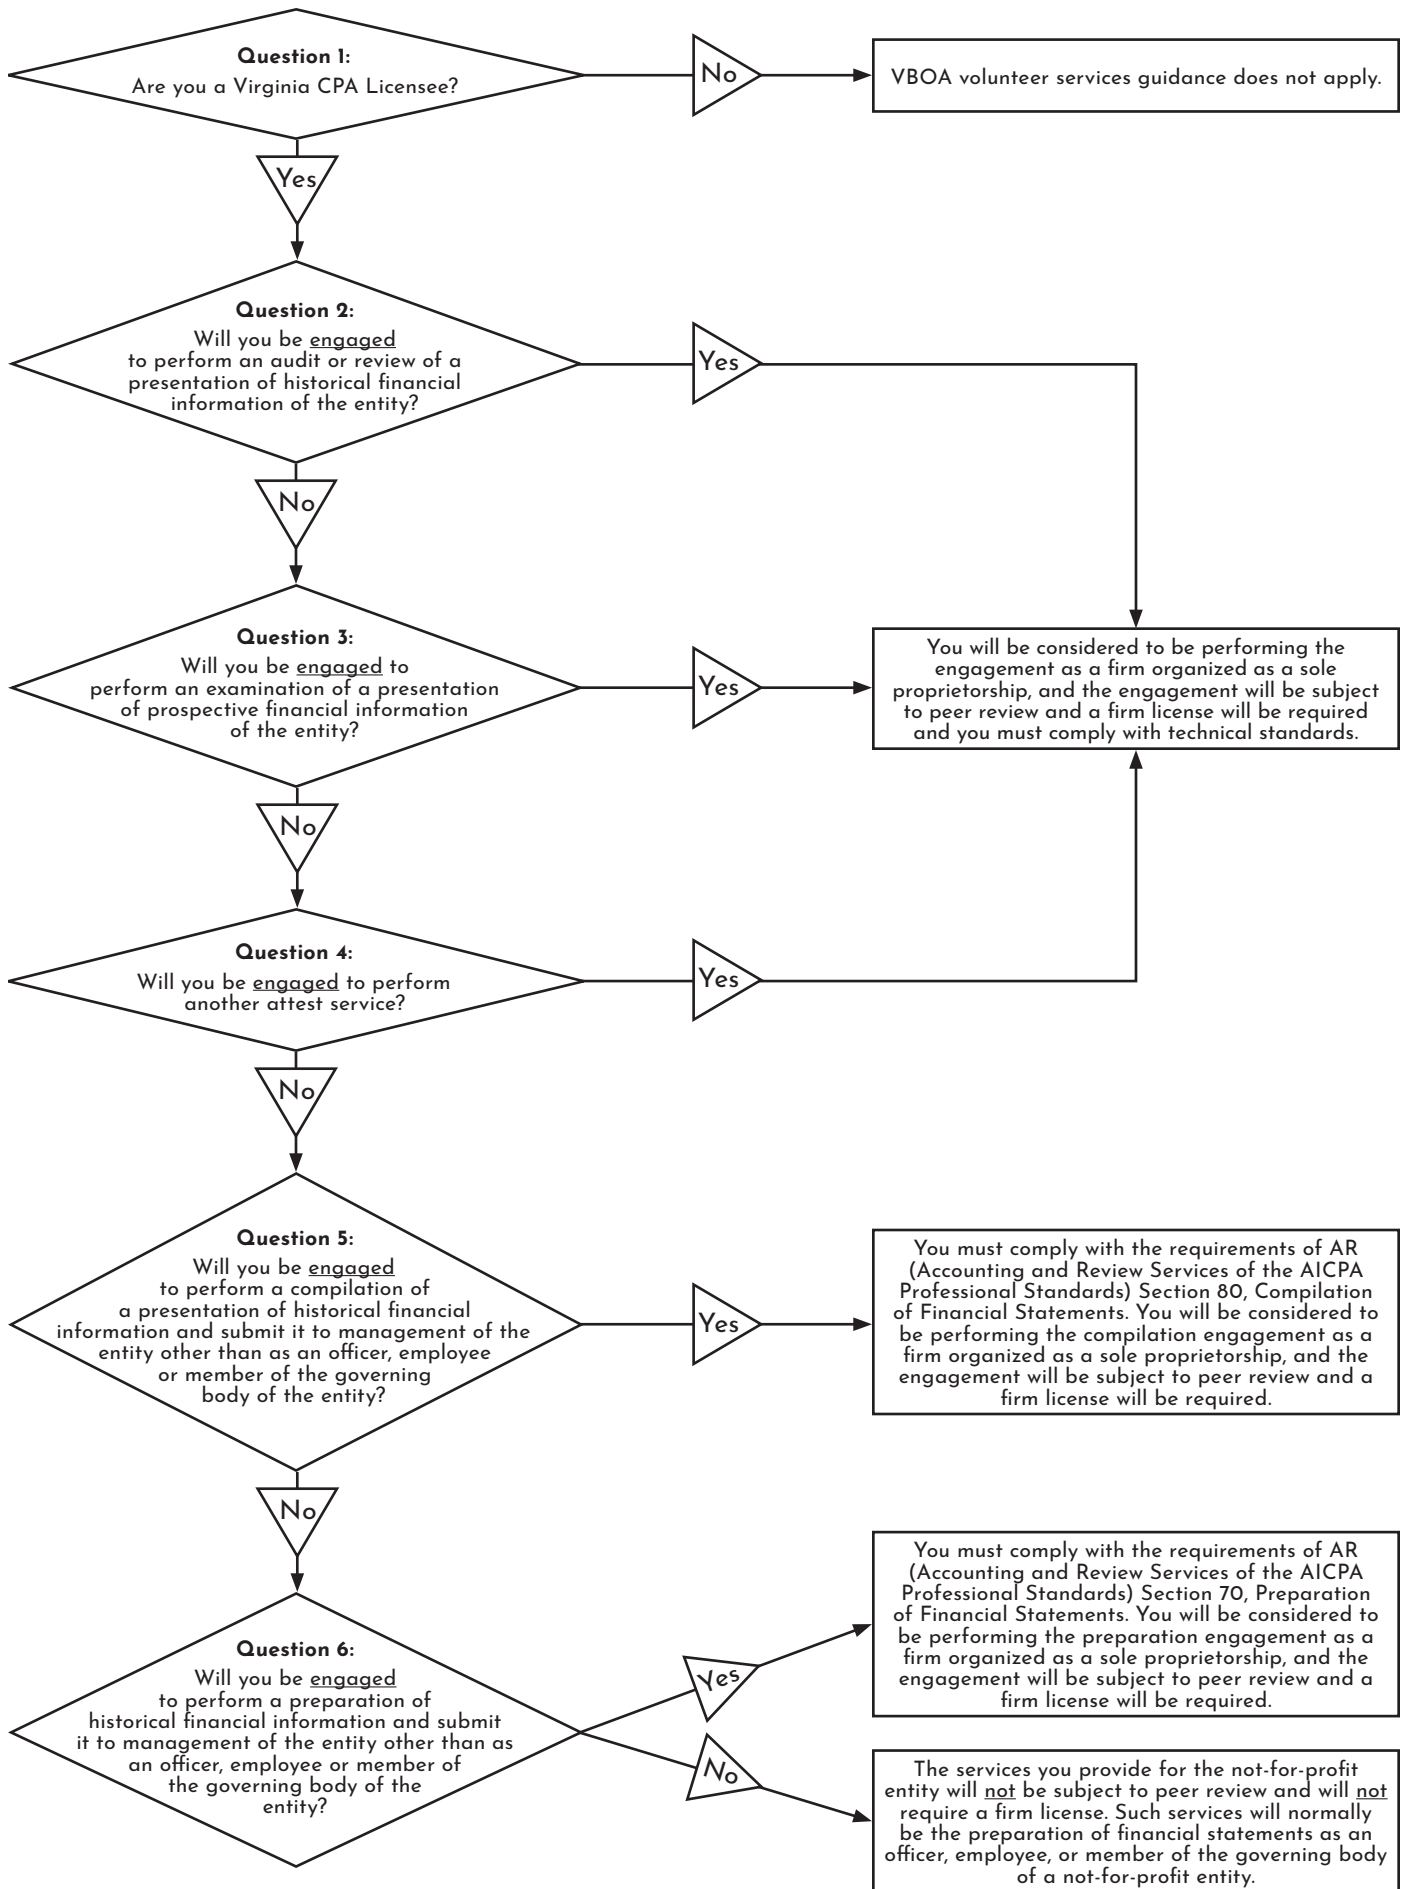 Question 1:
Are you a Virginia CPA Licensee?
No
VBOA volunteer services guidance does not apply.
Yes
Question 2:
Will you be engaged
to perform an audit or review of a
presentation of historical financial
information of the entity?
Yes
No
Question 3:
Will you be engaged to
perform an examination of a presentation
of prospective financial information
of the entity?
Yes
You will be considered to be performing the
engagement as a firm organized as a sole
proprietorship, and the engagement will be subject
to peer review and a firm license will be required
and you must comply with technical standards.
No
Question 4:
Will you be engaged to perform
another attest service?
Yes
No
Question 5:
Will you be engaged
to perform a compilation of
a presentation of historical financial
information and submit it to management of the
entity other than as an officer, employee
or member of the governing
body of the entity?
Yes
You must comply with the requirements of AR
(Accounting and Review Services of the AICPA
Professional Standards) Section 80, Compilation
of Financial Statements. You will be considered to
be performing the compilation engagement as a
firm organized as a sole proprietorship, and the
engagement will be subject to peer review and a
firm license will be required.
No
Question 6:
Will you be engaged
to perform a preparation of
historical financial information and submit
it to management of the entity other than as
an officer, employee or member of
the governing body of the
entity?
Yes
You must comply with the requirements of AR
(Accounting and Review Services of the AICPA
Professional Standards) Section 70, Preparation
of Financial Statements. You will be considered to
be performing the preparation engagement as a
firm organized as a sole proprietorship, and the
engagement will be subject to peer review and a
firm license will be required.
No
The services you provide for the not-for-profit
entity will not be subject to peer review and will not
require a firm license. Such services will normally
be the preparation of financial statements as an
officer, employee, or member of the governing body
of a not-for-profit entity.